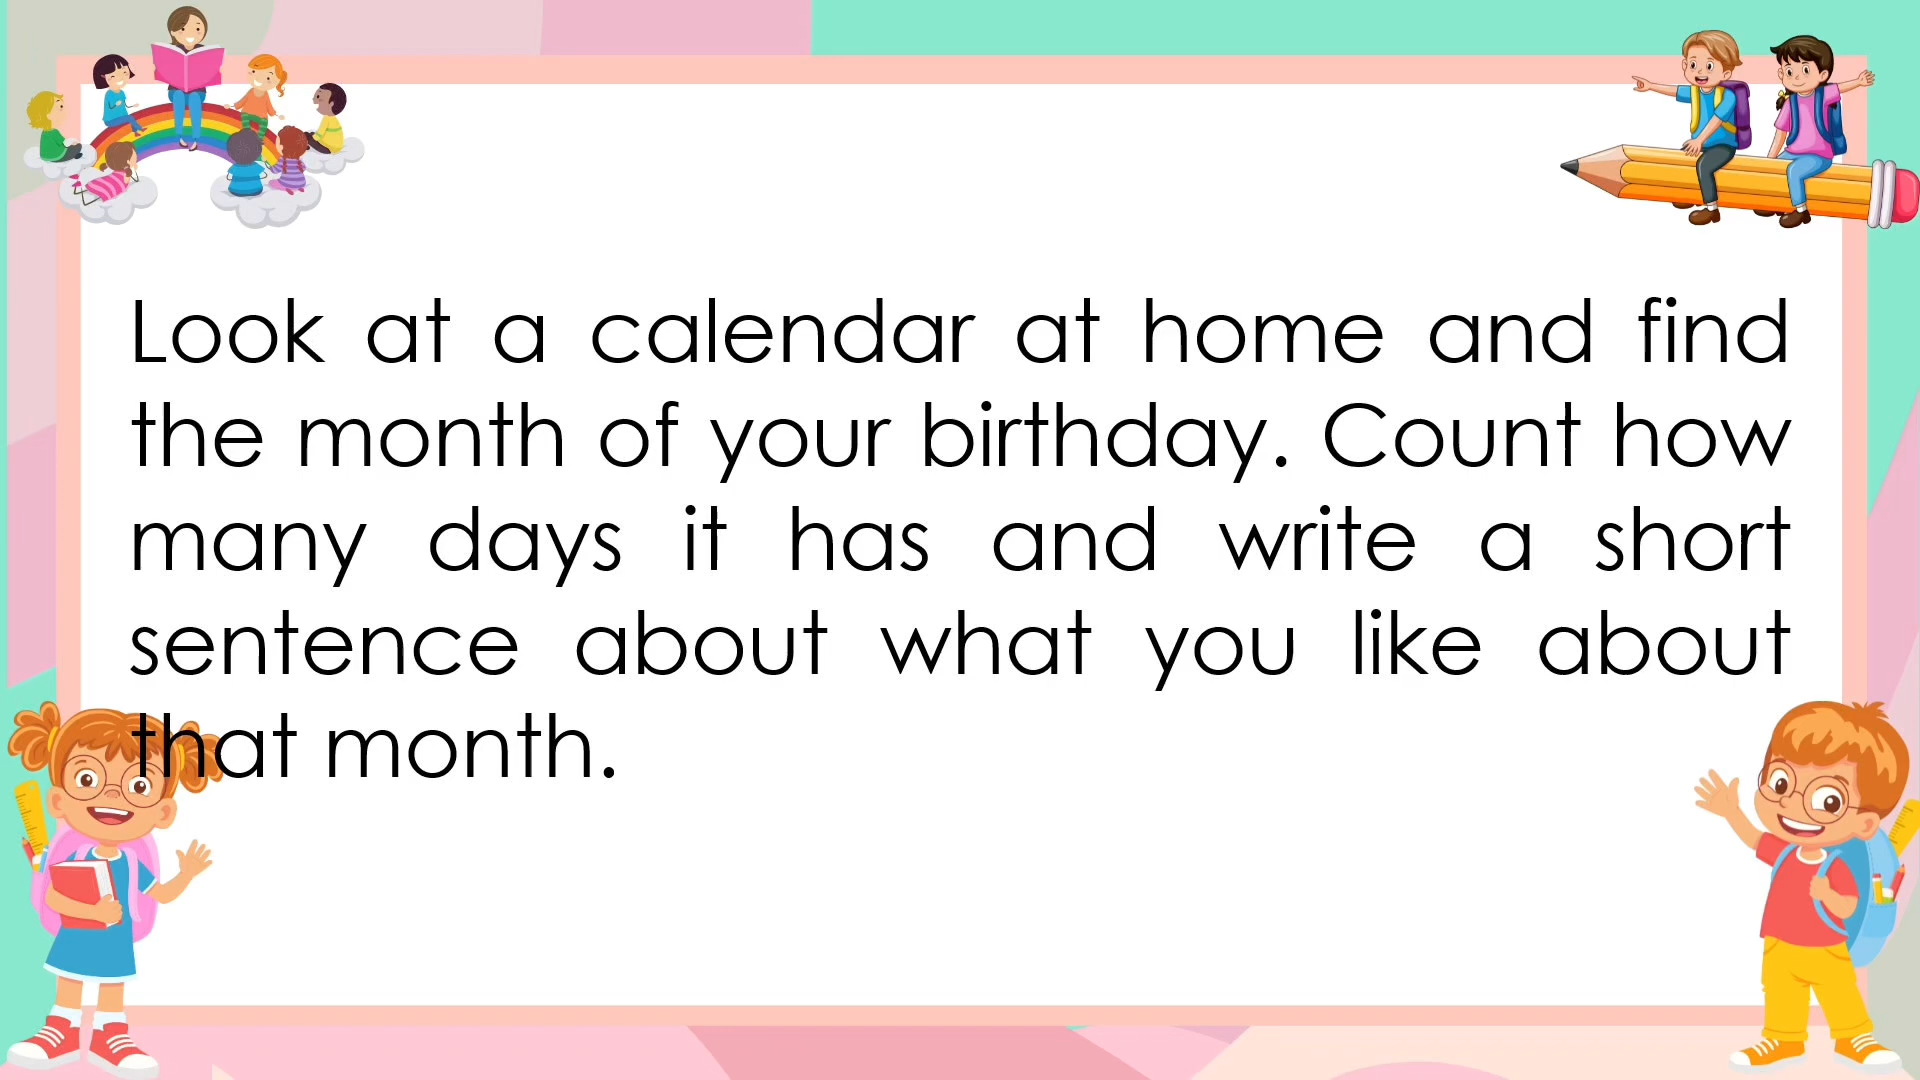 Look at a calendar at home and find
the month of your birthday. Count how
many days it has and write a short
sentence about what you like about
that month.